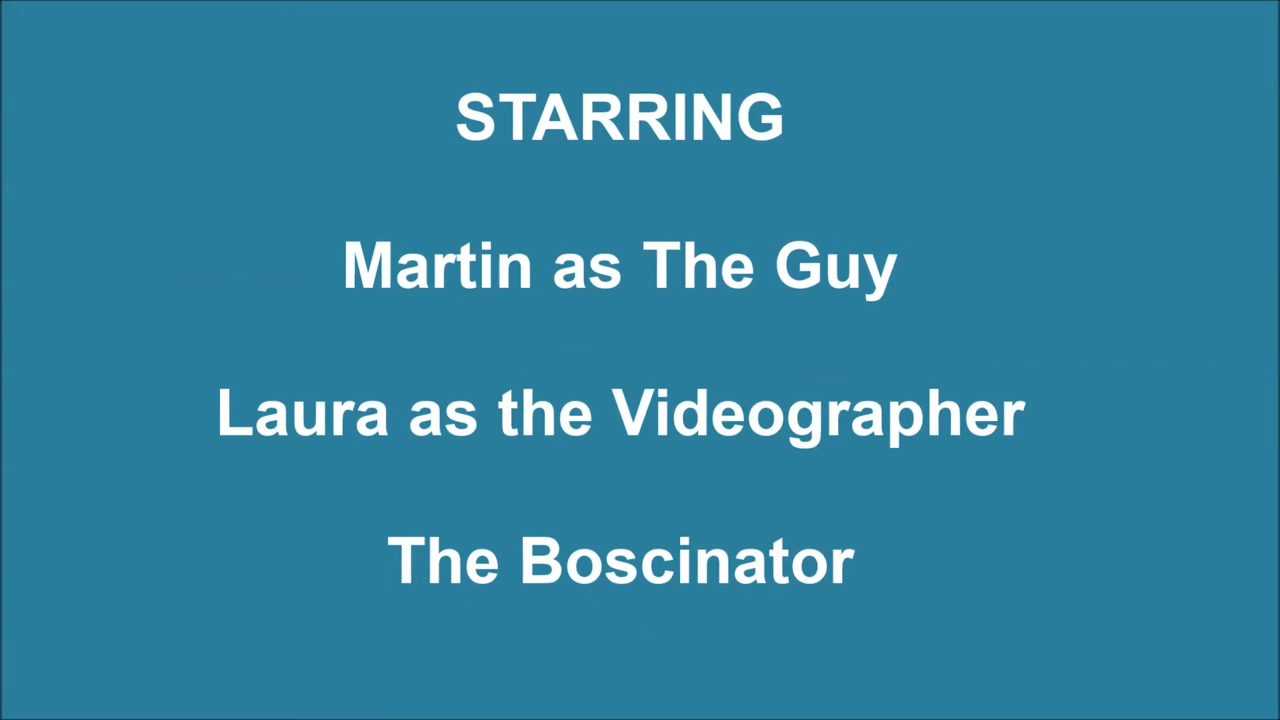 STARRING
Martin as The Guy
Laura as the Videographer
The Boscinator